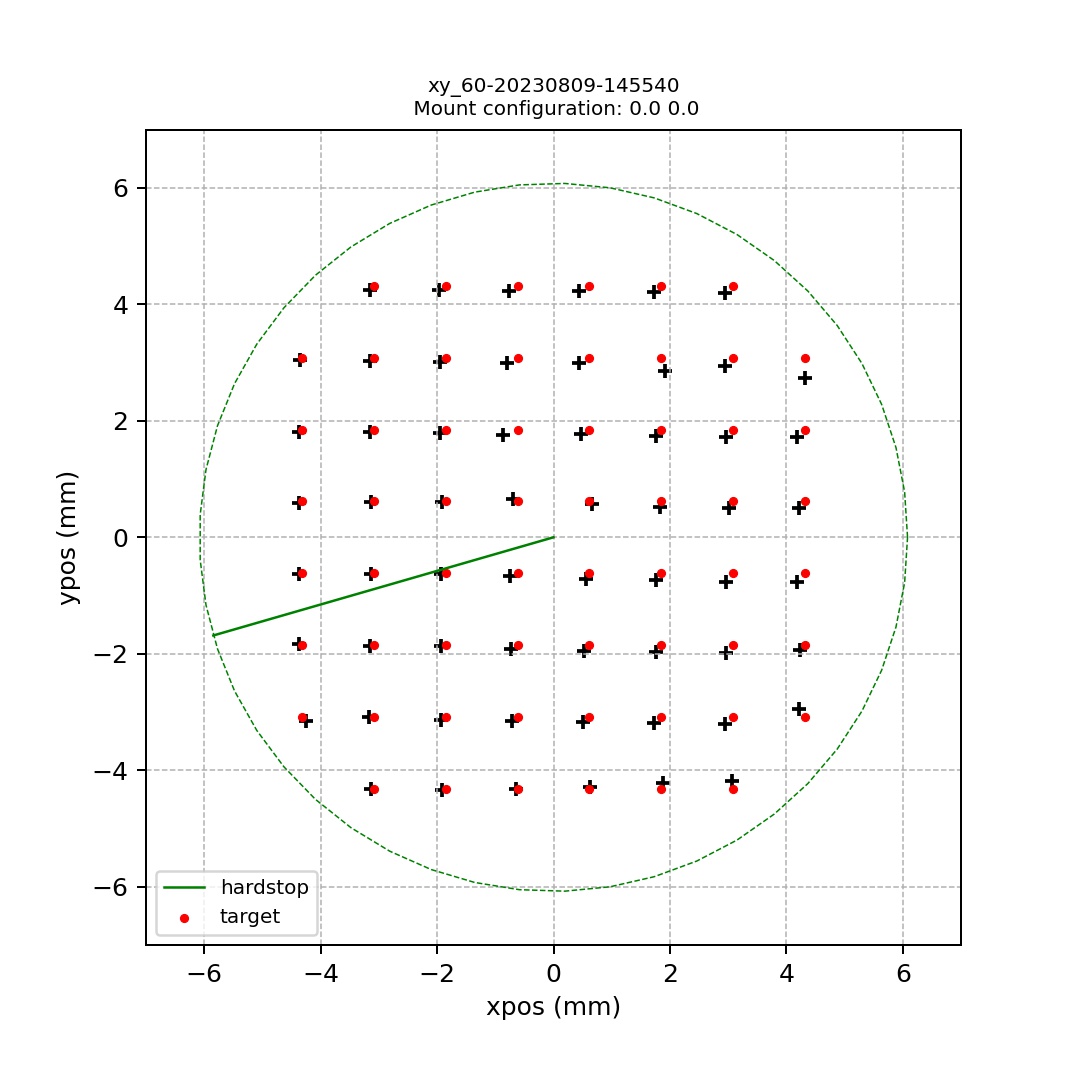 xy_60-20230809-145540
Mount configuration: 0.0 0.0
6
4
2
0
−2
−4
−6
ypos (mm)
hardstop
target
−6 −4 −2 0 2 4 6
xpos (mm)